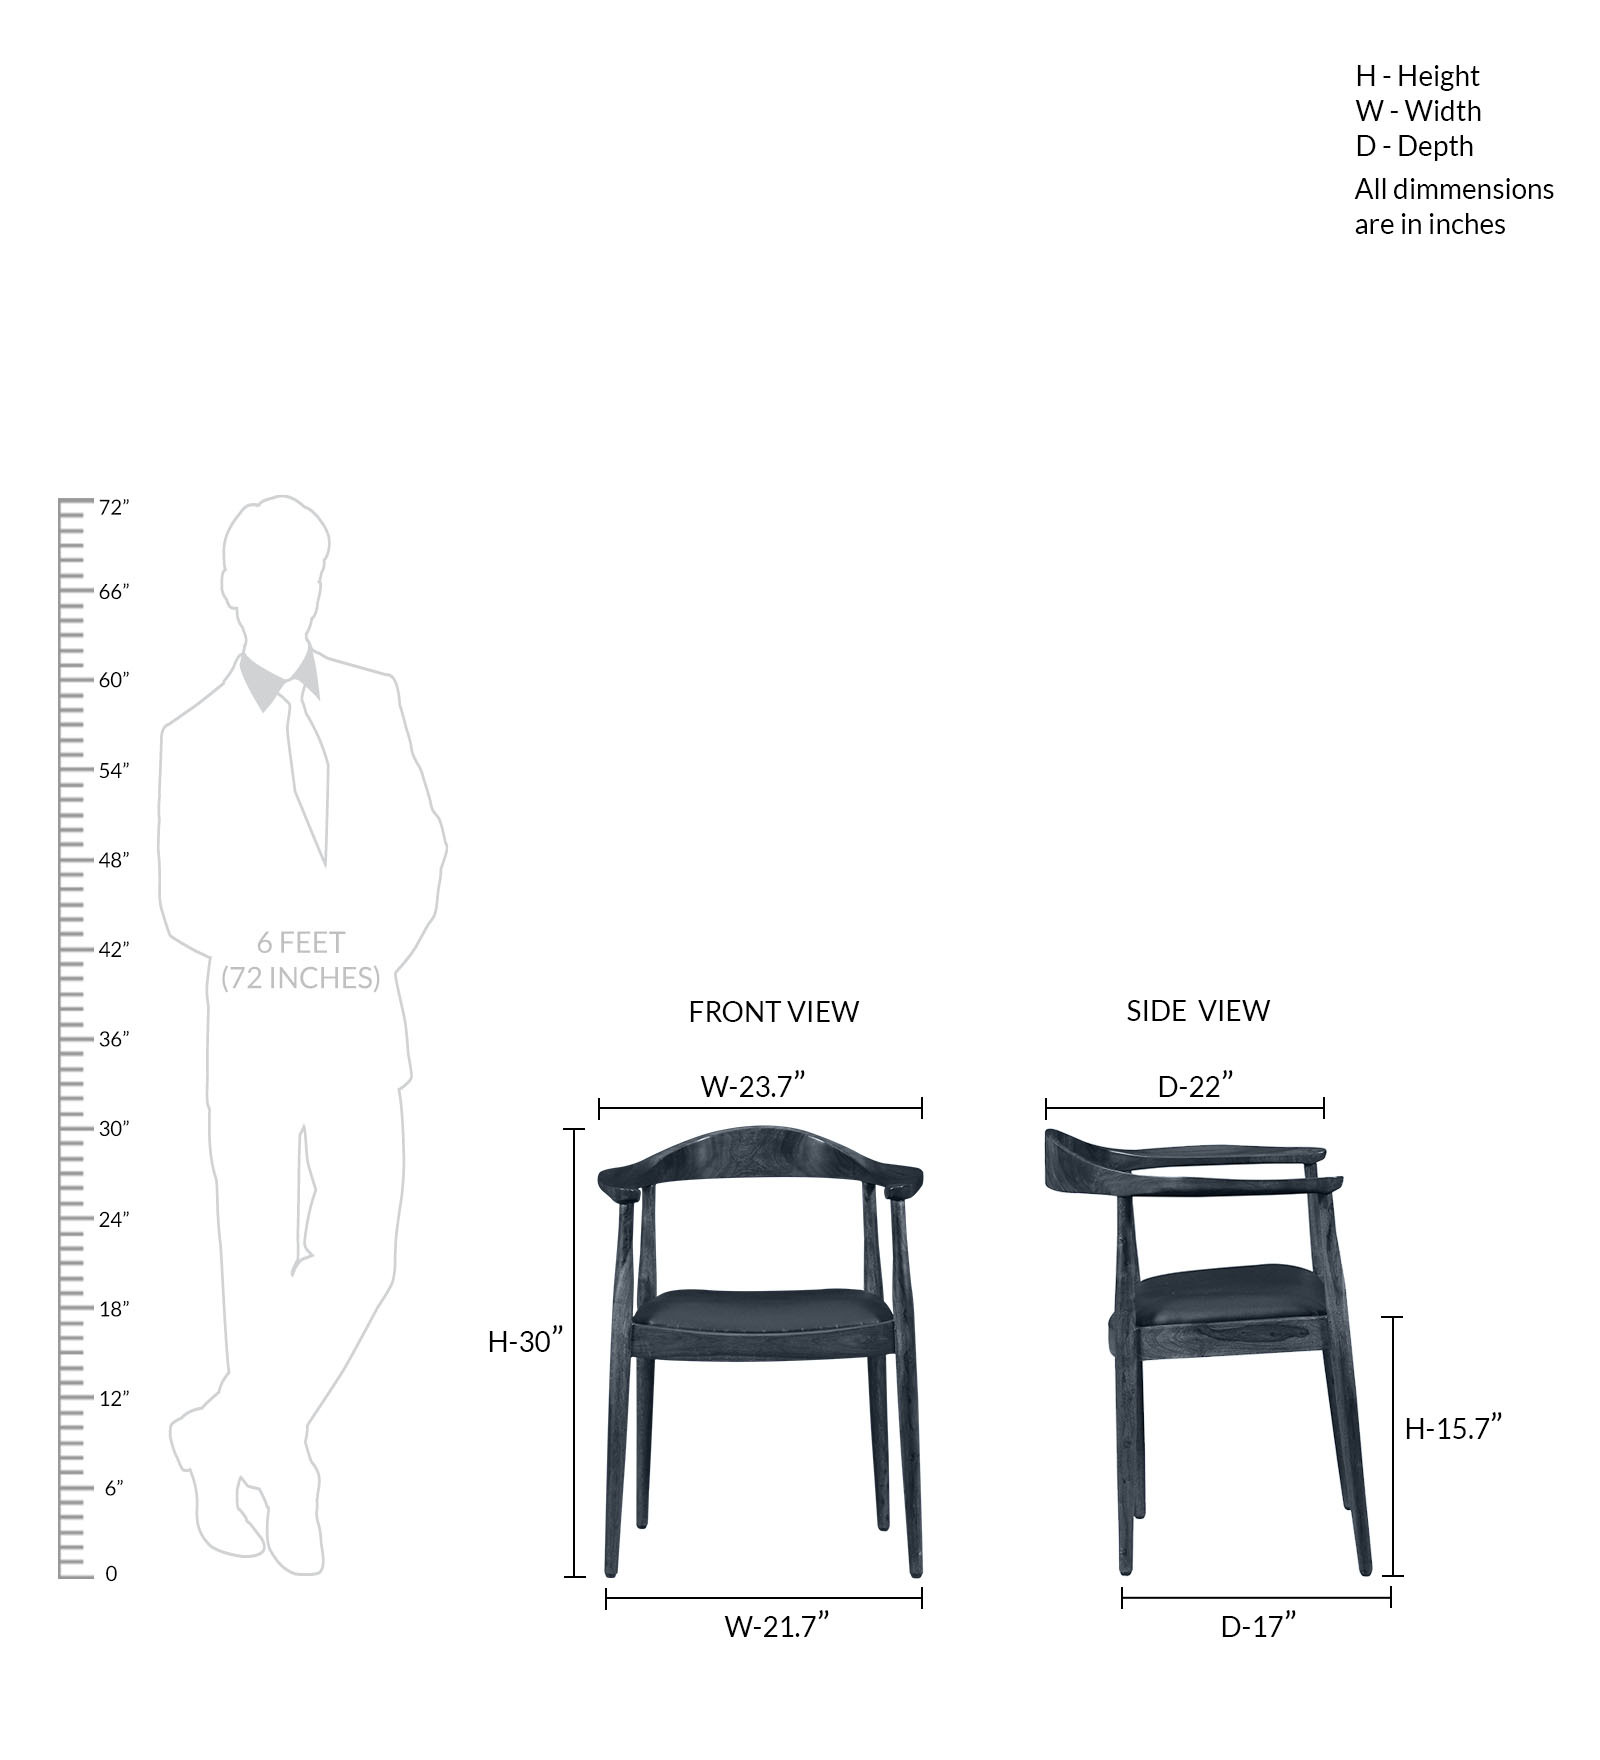 H - Height
W - Width
D - Depth
All dimmensions
are in inches
72”
66”
60”
54”
48”
42”
36”
30”
24”
18”
12”
6”
0
6 FEET
(72 INCHES)
FRONT VIEW
SIDE VIEW
W-23.7”
D-22”
H-30”
H-15.7”
W-21.7”
D-17”